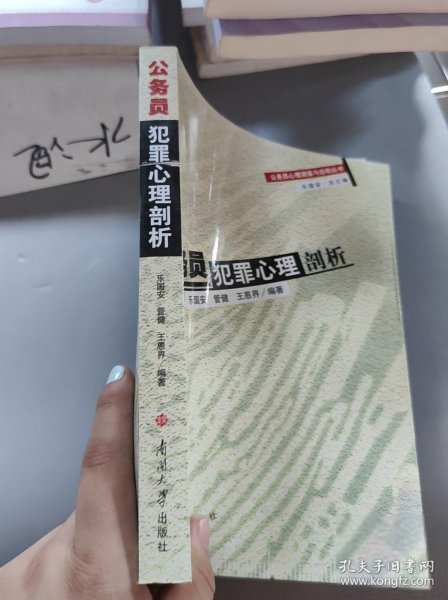 公务员
犯罪心理剖析
乐国安 管健 王恩界/编著
南开大学出版社
公务员心理测量与咨询丛书
乐国安/总主编
员犯罪心理剖析
乐国安 管健 王恩界/编著
社
孔夫子旧书网
www.kongfz.com